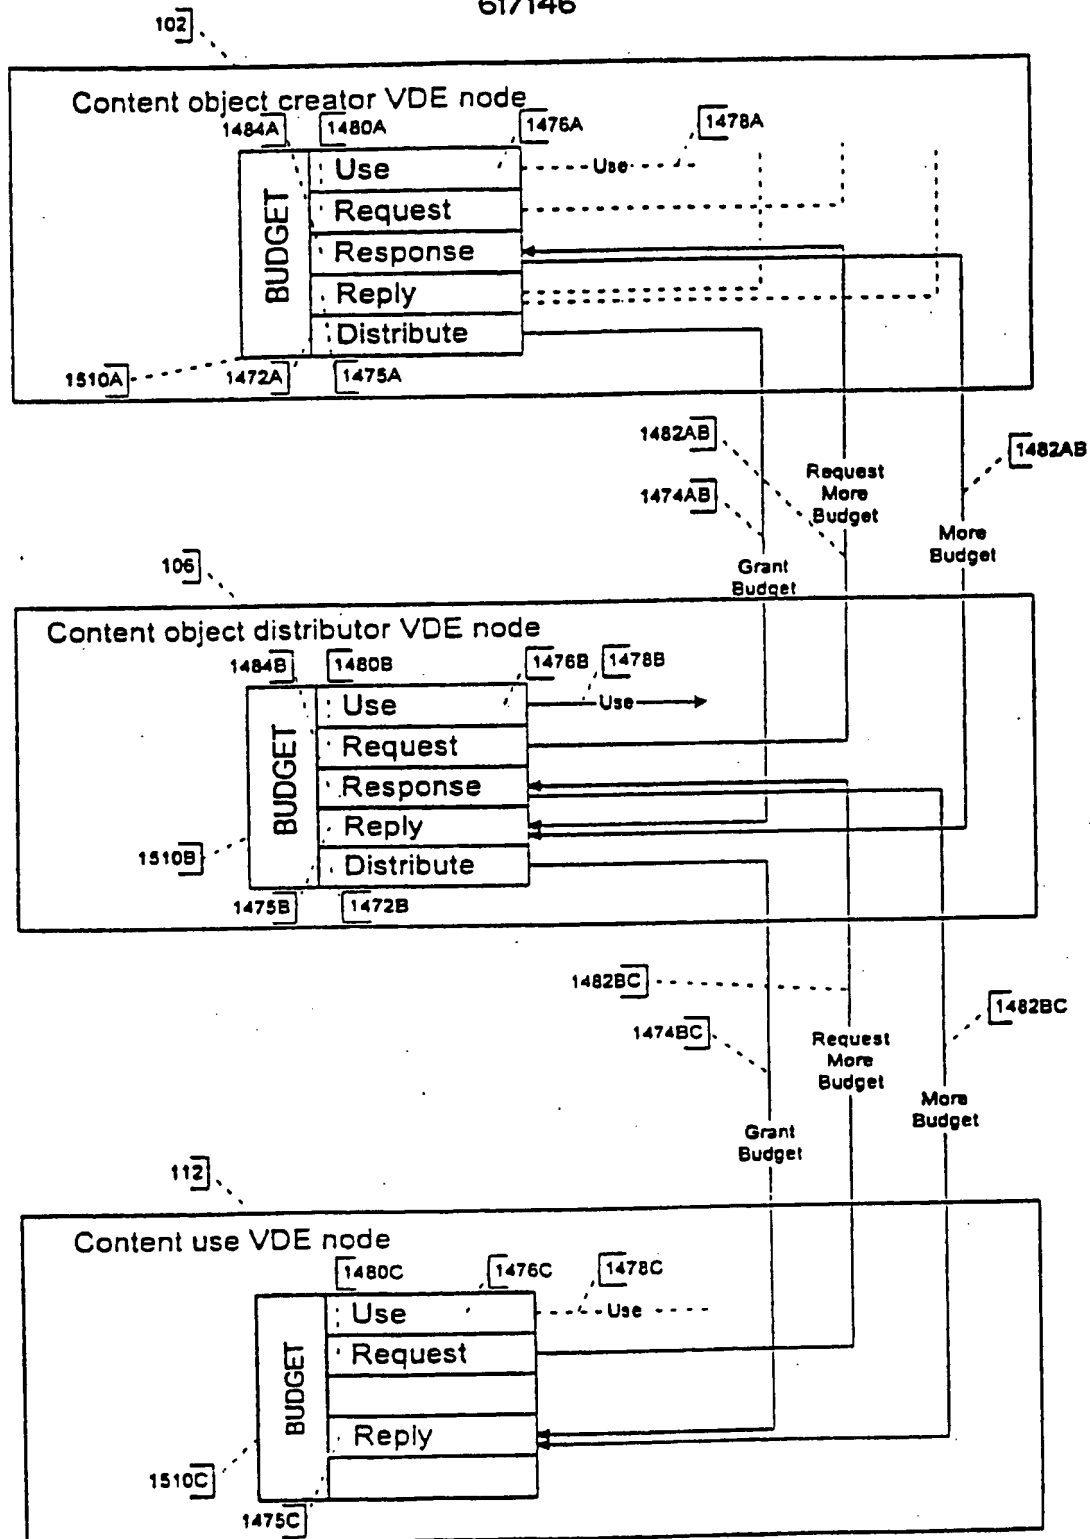 61/146
102
Content object creator VDE node
1484A
1480A
1476A
1478A
BUDGET
Use
Use
Request
Response
Reply
Distribute
1510A
1472A
1475A
1482AB
1482AB
1474AB
Request
More
Budget
More
Budget
Grant
Budget
106
Content object distributor VDE node
1484B
1480B
1476B
1478B
BUDGET
Use
Use
Request
Response
Reply
Distribute
1510B
1475B
1472B
1482BC
1482BC
1474BC
Request
More
Budget
More
Budget
Grant
Budget
112
Content use VDE node
1480C
1476C
1478C
BUDGET
Use
Use
Request
Reply
1510C
1475C